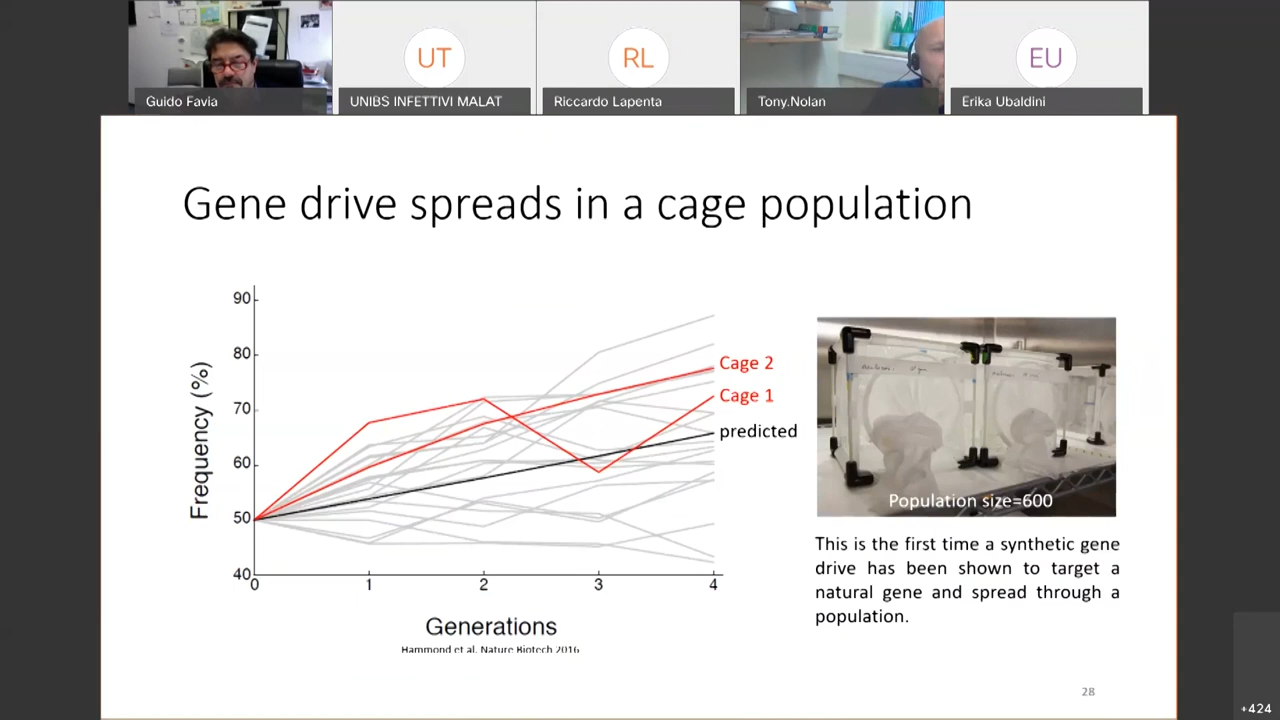 UT
RL
EU
Guido Favia
UNIBS INFETTIVI MALAT
Riccardo Lapenta
Tony.Nolan
Erika Ubaldini
Gene drive spreads in a cage population
Frequency (%)
90
80
70
60
50
40
0
1
2
3
4
Generations
Cage 2
Cage 1
predicted
Hammond et al. Nature Biotech 2016
Population size=600
This is the first time a synthetic gene
drive has been shown to target a
natural gene and spread through a
population.
28
+424